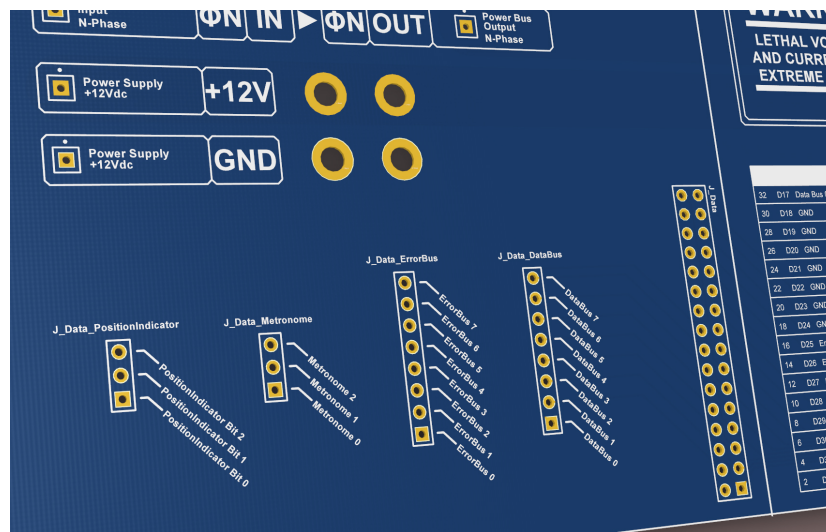 Input
N-Phase
ΦN IN ΦN OUT
Power Bus
Output
N-Phase
LETHAL
EXTREME
Power Supply
+12Vdc
+12V
Power Supply
+12Vdc
GND
J_Data
32 D17 Data Bus
30 D18 GND
28 D19 GND
26 D20 GND
24 D21 GND
22 D22 GND
20 D23 GND
18 D24
16 D25
14 D26
12 D27
10 D28
8 D29
6
4
2
J_Data_ErrorBus
ErrorBus 7
ErrorBus 6
ErrorBus 5
ErrorBus 4
ErrorBus 3
ErrorBus 2
ErrorBus 1
ErrorBus 0
J_Data_DataBus
DataBus 7
DataBus 6
DataBus 5
DataBus 4
DataBus 3
DataBus 2
DataBus 1
DataBus 0
J_Data_PositionIndicator
PositionIndicator Bit 2
PositionIndicator Bit 1
PositionIndicator Bit 0
J_Data_Metronome
Metronome 2
Metronome 1
Metronome 0